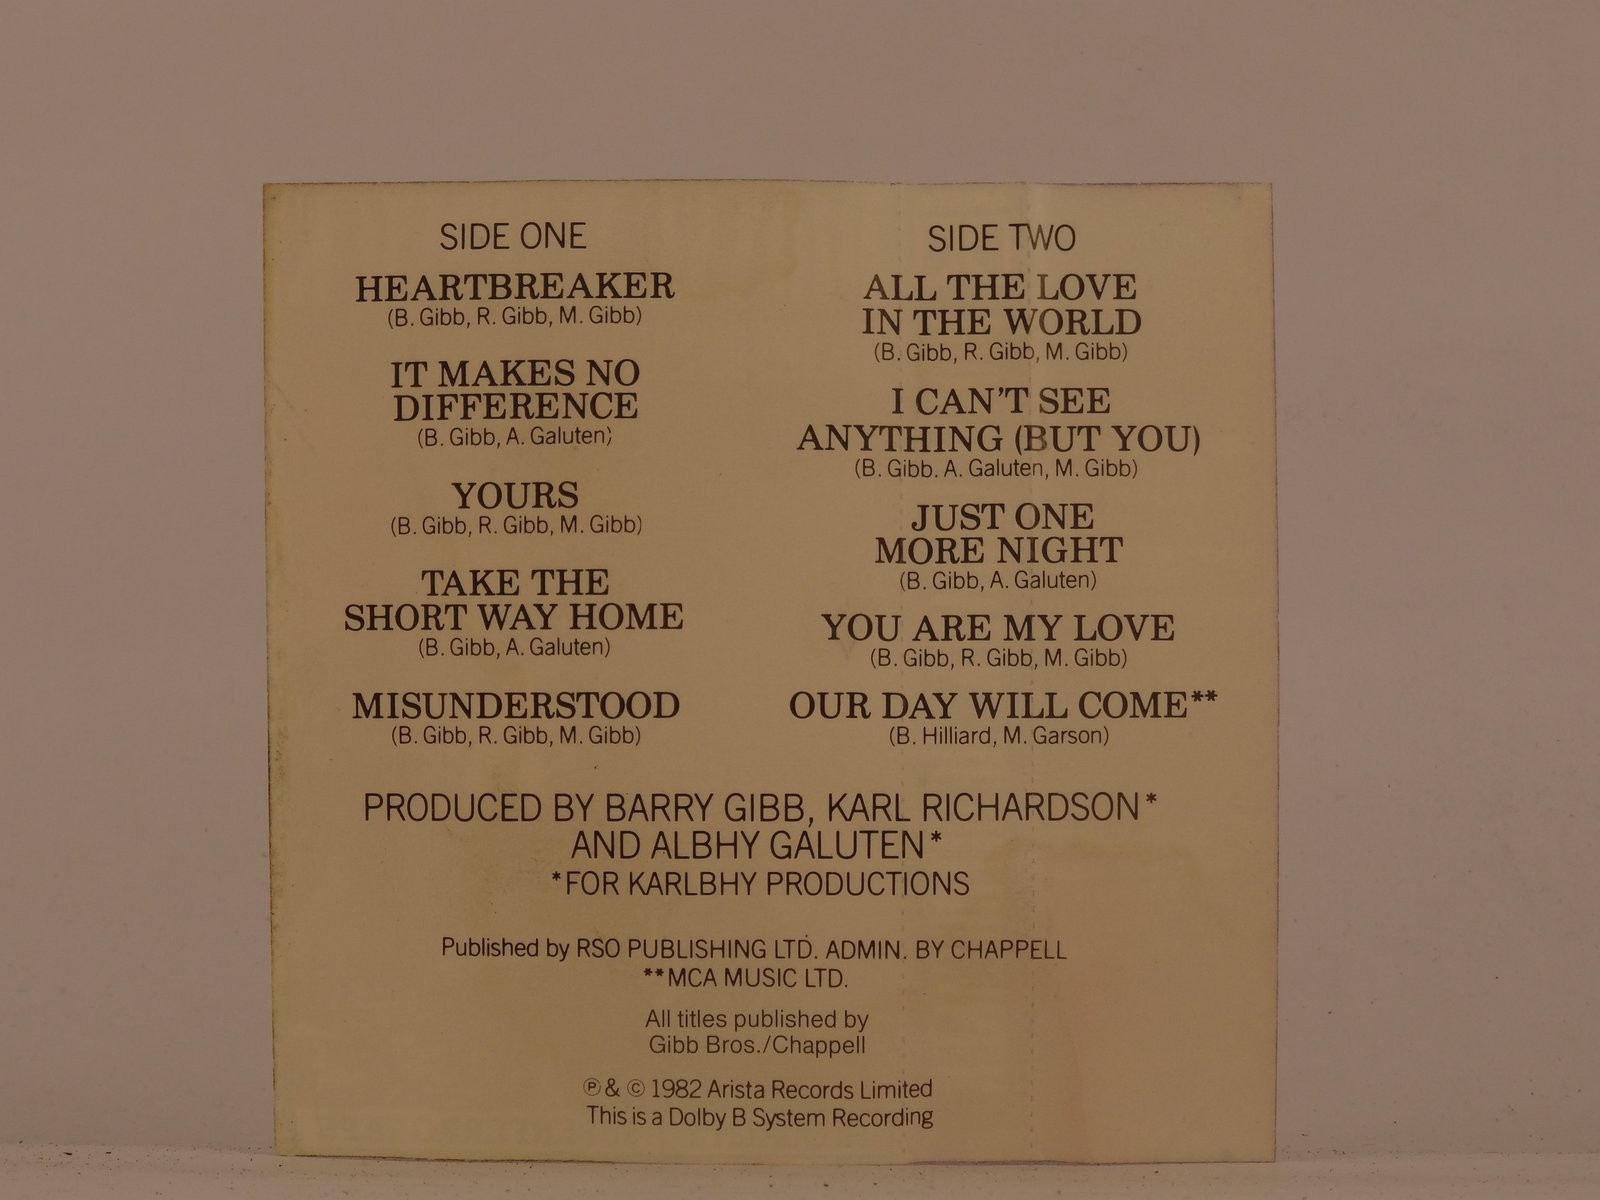 SIDE ONE
HEARTBREAKER
(B. Gibb, R. Gibb, M. Gibb)
IT MAKES NO
DIFFERENCE
(B. Gibb, A. Galuten)
YOURS
(B. Gibb, R. Gibb, M. Gibb)
TAKE THE
SHORT WAY HOME
(B. Gibb, A. Galuten)
MISUNDERSTOOD
(B. Gibb, R. Gibb, M. Gibb)
SIDE TWO
ALL THE LOVE
IN THE WORLD
(B. Gibb, R. Gibb, M. Gibb)
I CAN'T SEE
ANYTHING (BUT YOU)
(B. Gibb. A. Galuten, M. Gibb)
JUST ONE
MORE NIGHT
(B. Gibb, A. Galuten)
YOU ARE MY LOVE
(B. Gibb, R. Gibb, M. Gibb)
OUR DAY WILL COME**
(B. Hilliard, M. Garson)
PRODUCED BY BARRY GIBB, KARL RICHARDSON*
AND ALBHY GALUTEN*
*FOR KARLBHY PRODUCTIONS
Published by RSO PUBLISHING LTD. ADMIN. BY CHAPPELL
**MCA MUSIC LTD.
All titles published by
Gibb Bros./Chappell
℗ & © 1982 Arista Records Limited
This is a Dolby B System Recording